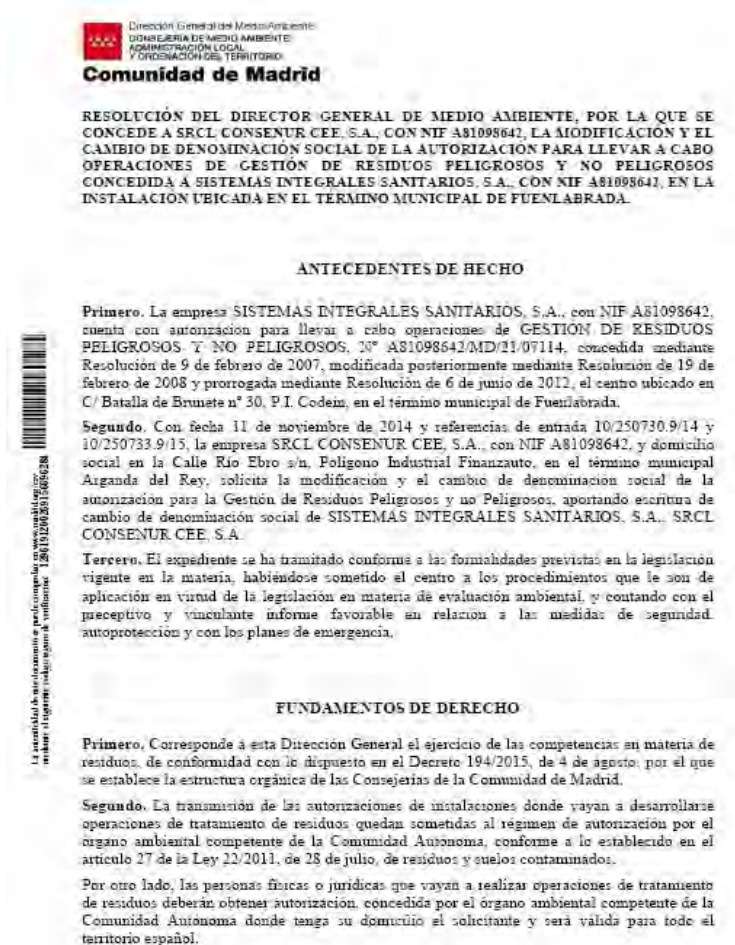 Dirección General del Medio Ambiente
CONSEJERÍA DE MEDIO AMBIENTE
ADMINISTRACIÓN LOCAL
Y ORDENACIÓN DEL TERRITORIO
Comunidad de Madrid
RESOLUCIÓN DEL DIRECTOR GENERAL DE MEDIO AMBIENTE, POR LA QUE SE
CONCEDE A SRCL CONSENUR CEE, S.A., CON NIF A81098642, LA MODIFICACIÓN Y EL
CAMBIO DE DENOMINACIÓN SOCIAL DE LA AUTORIZACIÓN PARA LLEVAR A CABO
OPERACIONES DE GESTIÓN DE RESIDUOS PELIGROSOS Y NO PELIGROSOS
CONCEDIDA A SISTEMAS INTEGRALES SANITARIOS, S.A., CON NIF A81098642, EN LA
INSTALACIÓN UBICADA EN EL TÉRMINO MUNICIPAL DE FUENLABRADA.
ANTECEDENTES DE HECHO
Primero. La empresa SISTEMAS INTEGRALES SANITARIOS, S.A., con NIF A81098642,
cuenta con autorización para llevar a cabo operaciones de GESTIÓN DE RESIDUOS
PELIGROSOS Y NO PELIGROSOS, Nº A81098642/MD/21/07114, concedida mediante
Resolución de 9 de febrero de 2007, modificada posteriormente mediante Resolución de 19 de
febrero de 2008 y prorrogada mediante Resolución de 6 de junio de 2012, el centro ubicado en
C/ Batalla de Brunete nº 30, P.I. Codein, en el término municipal de Fuenlabrada.
Segundo. Con fecha 11 de noviembre de 2014 y referencias de entrada 10/250730.9/14 y
10/250733.9/15, la empresa SRCL CONSENUR CEE, S.A., con NIF A81098642, y domicilio
social en la Calle Río Ebro s/n, Polígono Industrial Finanzauto, en el término municipal
Arganda del Rey, solicita la modificación y el cambio de denominación social de la
autorización para la Gestión de Residuos Peligrosos y no Peligrosos, aportando escritura de
cambio de denominación social de SISTEMAS INTEGRALES SANITARIOS, S.A., SRCL
CONSENUR CEE, S.A.
Tercero. El expediente se ha tramitado conforme a las formalidades previstas en la legislación
vigente en la materia, habiéndose sometido el centro a los procedimientos que le son de
aplicación en virtud de la legislación en materia de evaluación ambiental, y contando con el
preceptivo y vinculante informe favorable en relación a las medidas de seguridad,
autoprotección y con los planes de emergencia.
FUNDAMENTOS DE DERECHO
Primero. Corresponde a esta Dirección General el ejercicio de las competencias en materia de
residuos, de conformidad con lo dispuesto en el Decreto 194/2015, de 4 de agosto, por el que
se establece la estructura orgánica de las Consejerías de la Comunidad de Madrid.
Segundo. La transmisión de las autorizaciones de instalaciones donde vayan a desarrollarse
operaciones de tratamiento de residuos quedan sometidas al régimen de autorización por el
órgano ambiental competente de la Comunidad Autónoma, conforme a lo establecido en el
artículo 27 de la Ley 22/2011, de 28 de julio, de residuos y suelos contaminados.
Por otro lado, las personas físicas o jurídicas que vayan a realizar operaciones de tratamiento
de residuos deberán obtener autorización, concedida por el órgano ambiental competente de la
Comunidad Autónoma donde tenga su domicilio el solicitante y será válida para todo el
territorio español.
La autenticidad de este documento se puede comprobar en www.madrid.org/csv
mediante el siguiente código seguro de verificación: